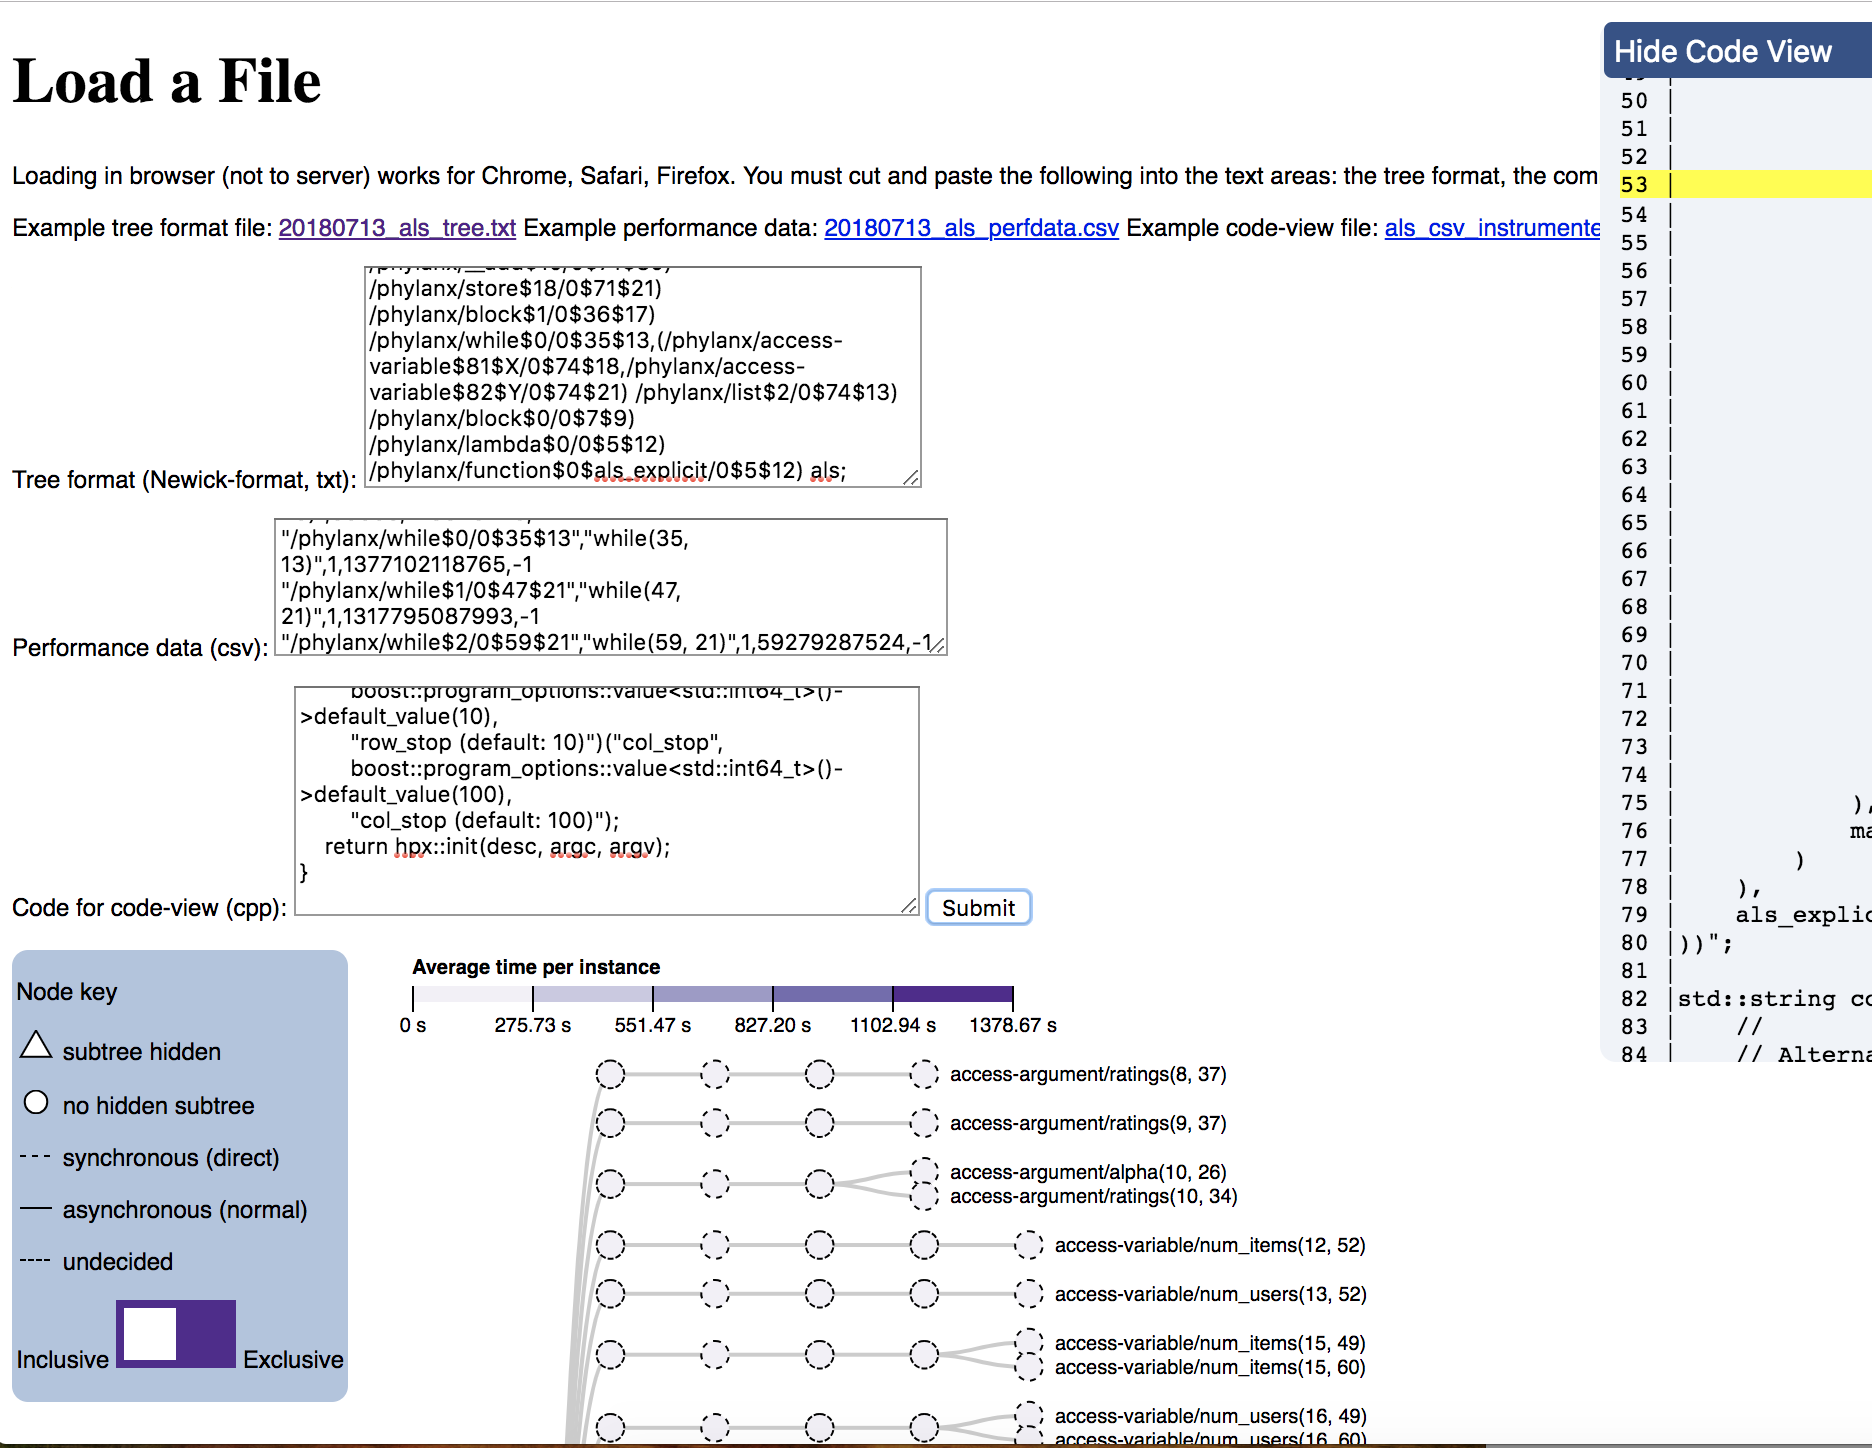 Load a File
Loading in browser (not to server) works for Chrome, Safari, Firefox. You must cut and paste the following into the text areas: the tree format, the com
Example tree format file: 20180713_als_tree.txt Example performance data: 20180713_als_perfdata.csv Example code-view file: als_csv_instrumente
/phylanx/store$18/0$71$21)
/phylanx/block$1/0$36$17)
/phylanx/while$0/0$35$13,(/phylanx/access-
variable$81$X/0$74$18,/phylanx/access-
variable$82$Y/0$74$21) /phylanx/list$2/0$74$13)
/phylanx/block$0/0$7$9)
/phylanx/lambda$0/0$5$12)
/phylanx/function$0$als_explicit/0$5$12) als;
Tree format (Newick-format, txt):
"/phylanx/while$0/0$35$13","while(35,
13)",1,1377102118765,-1
"/phylanx/while$1/0$47$21","while(47,
21)",1,1317795087993,-1
"/phylanx/while$2/0$59$21","while(59, 21)",1,59279287524,-1
Performance data (csv):
boost::program_options::value<std::int64_t>()-
>default_value(10),
"row_stop (default: 10)")("col_stop",
boost::program_options::value<std::int64_t>()-
>default_value(100),
"col_stop (default: 100)");
return hpx::init(desc, argc, argv);
}
Code for code-view (cpp):
Submit
Node key
subtree hidden
no hidden subtree
synchronous (direct)
asynchronous (normal)
undecided
Inclusive Exclusive
Average time per instance
0 s 275.73 s 551.47 s 827.20 s 1102.94 s 1378.67 s
access-argument/ratings(8, 37)
access-argument/ratings(9, 37)
access-argument/alpha(10, 26)
access-argument/ratings(10, 34)
access-variable/num_items(12, 52)
access-variable/num_users(13, 52)
access-variable/num_items(15, 49)
access-variable/num_items(15, 60)
access-variable/num_users(16, 49)
access-variable/num_users(16, 60)
Hide Code View
50 |
51 |
52 |
53 |
54 |
55 |
56 |
57 |
58 |
59 |
60 |
61 |
62 |
63 |
64 |
65 |
66 |
67 |
68 |
69 |
70 |
71 |
72 |
73 |
74 |
75 | ),
76 | ma
77 | )
78 | ),
79 | als_explic
80 |))";
81 |
82 |std::string co
83 | //
84 | // Alterna